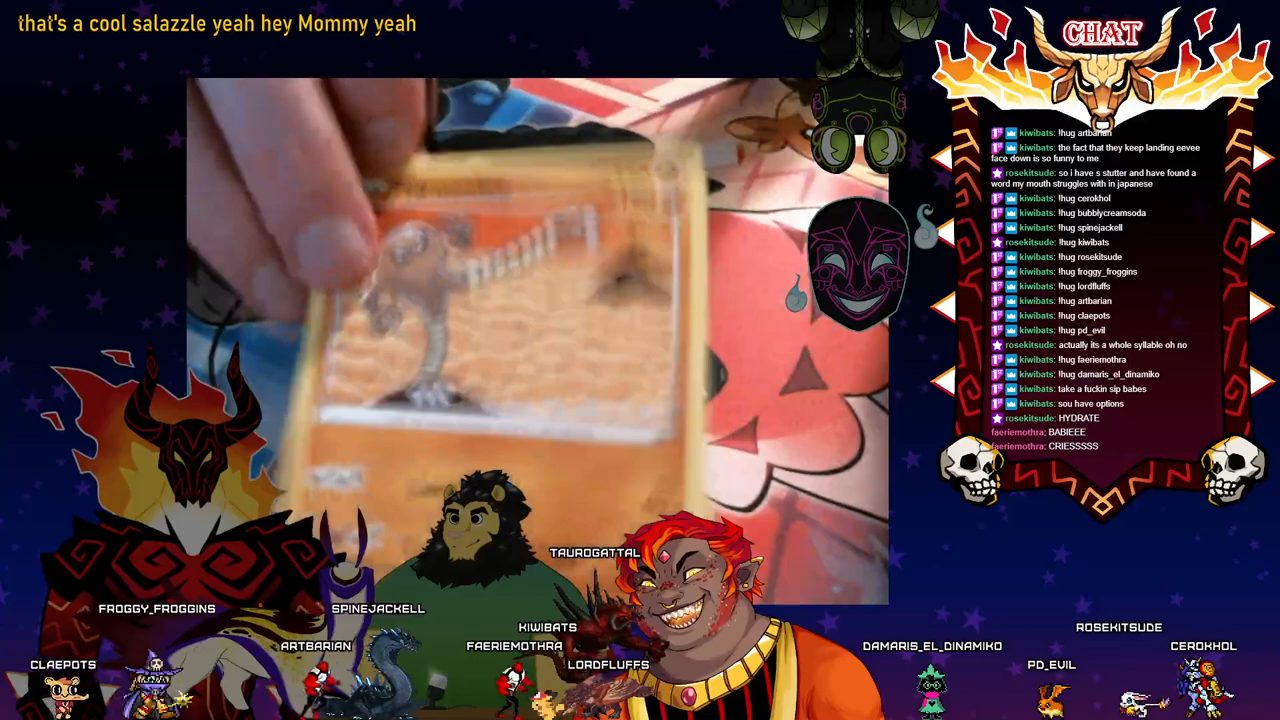 that's a cool salazzle yeah hey Mommy yeah
CHAT
kiwibats: !hug artbarian
kiwibats: the fact that they keep landing eevee
face down is so funny to me
rosekitsude: so i have s stutter and have found a
word my mouth struggles with in japanese
kiwibats: !hug cerokhol
kiwibats: !hug bubblycreamsoda
kiwibats: !hug spinejackell
rosekitsude: !hug kiwibats
kiwibats: !hug rosekitsude
kiwibats: !hug froggy_froggins
kiwibats: !hug lordfluffs
kiwibats: !hug artbarian
kiwibats: !hug claepots
kiwibats: !hug pd_evil
rosekitsude: actually its a whole syllable oh no
kiwibats: !hug faeriemothra
kiwibats: !hug damaris_el_dinamiko
kiwibats: take a fuckin sip babes
kiwibats: sou have options
rosekitsude: HYDRATE
faeriemothra: BABIEEE
faeriemothra: CRIESSSSS
TAUROGATTAL
FROGGY_FROGGINS
SPINEJACKELL
KIWIBATS
ROSEKITSUDE
ARTBARIAN
FAERIEMOTHRA
DAMARIS_EL_DINAMIKO
CEROKHOL
CLAEPOTS
LORDFLUFFS
PD_EVIL